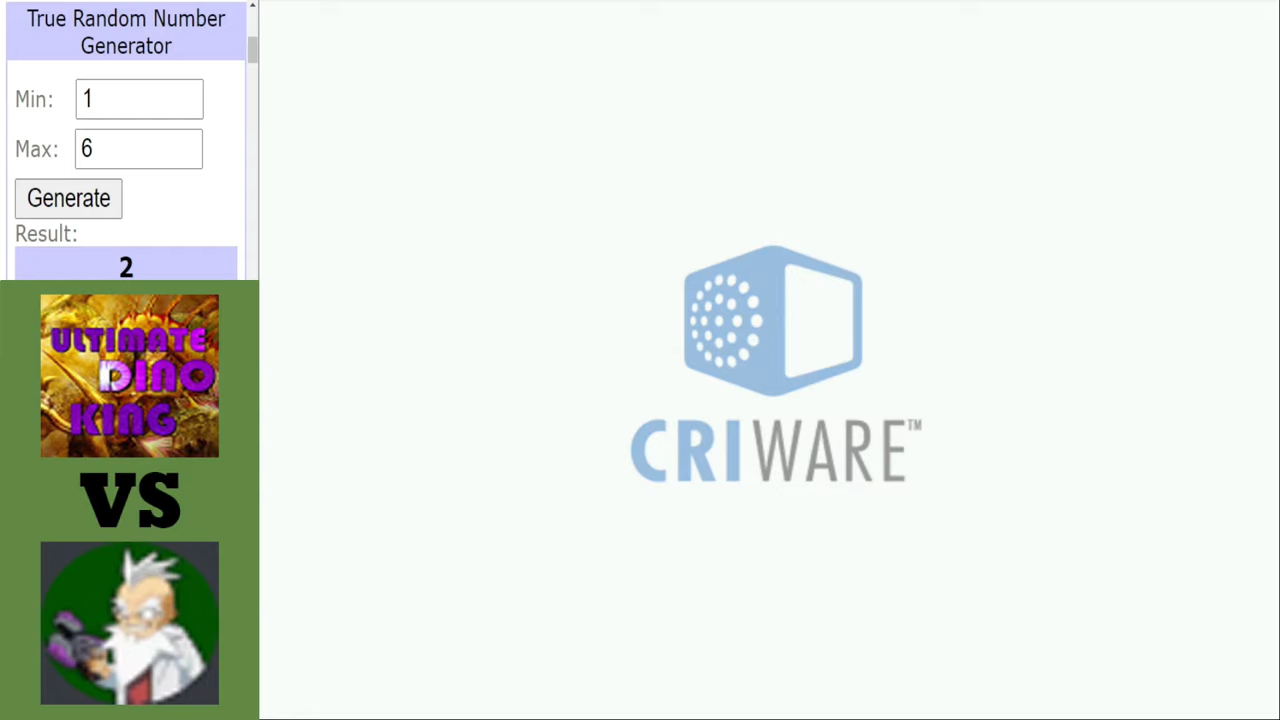 True Random Number
Generator
Min: 1
Max: 6
Generate
Result:
2
ULTIMATE
DINO
KING
VS
CRIWARE™